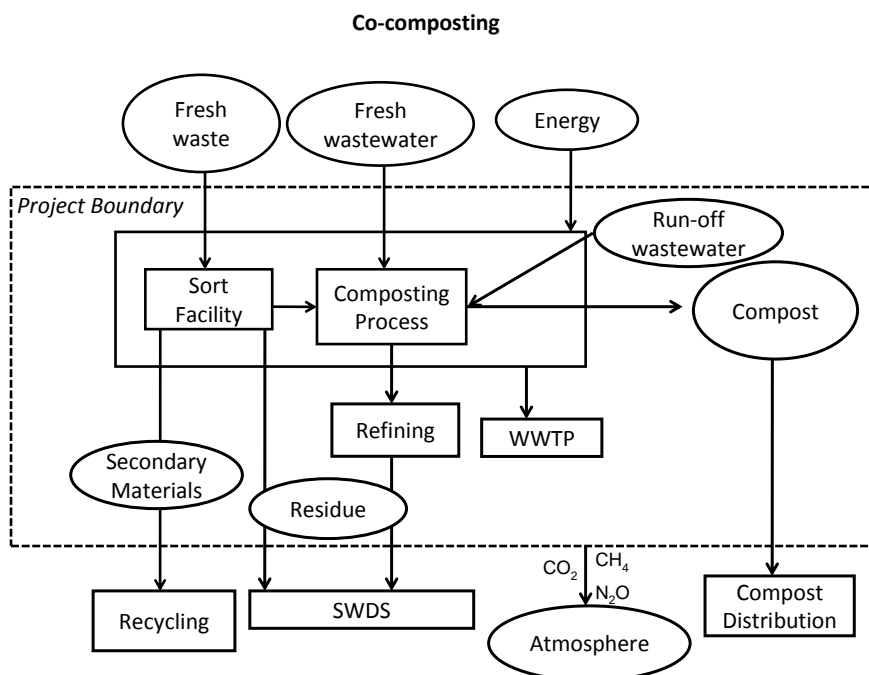 Co-composting
Fresh
waste
Fresh
wastewater
Energy
Project Boundary
Run-off
wastewater
Sort
Facility
Composting
Process
Compost
Refining
WWTP
Secondary
Materials
Residue
CO₂
CH₄
N₂O
Recycling
SWDS
Atmosphere
Compost
Distribution